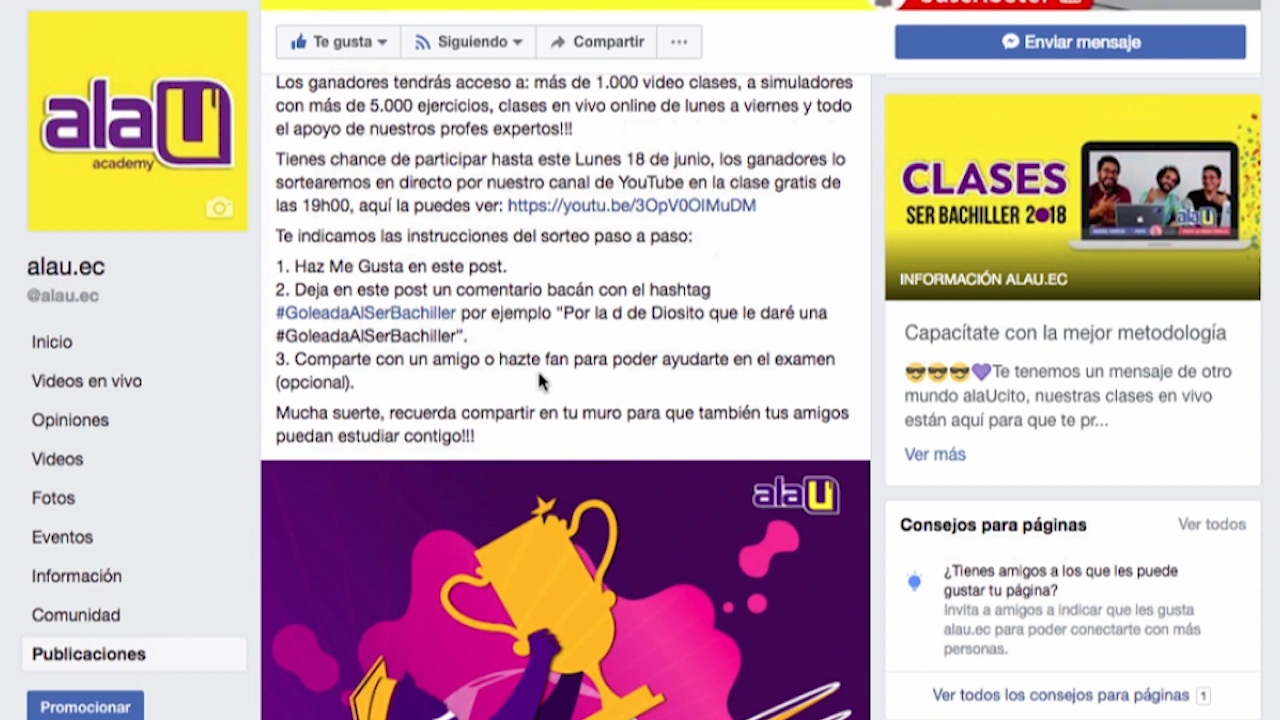 alaU
academy
alau.ec
@alau.ec
Inicio
Videos en vivo
Opiniones
Videos
Fotos
Eventos
Información
Comunidad
Publicaciones
Promocionar
Te gusta
Siguiendo
Compartir
Los ganadores tendrás acceso a: más de 1.000 video clases, a simuladores
con más de 5.000 ejercicios, clases en vivo online de lunes a viernes y todo
el apoyo de nuestros profes expertos!!!
Tienes chance de participar hasta este Lunes 18 de junio, los ganadores lo
sortearemos en directo por nuestro canal de YouTube en la clase gratis de
las 19h00, aquí la puedes ver: https://youtu.be/3OpV0OlMuDM
Te indicamos las instrucciones del sorteo paso a paso:
1. Haz Me Gusta en este post.
2. Deja en este post un comentario bacán con el hashtag
#GoleadaAlSerBachiller por ejemplo "Por la d de Diosito que le daré una
#GoleadaAlSerBachiller".
3. Comparte con un amigo o hazte fan para poder ayudarte en el examen
(opcional).
Mucha suerte, recuerda compartir en tu muro para que también tus amigos
puedan estudiar contigo!!!
alaU
Enviar mensaje
CLASES
SER BACHILLER 2018
alaU
INFORMACIÓN ALAU.EC
Capacítate con la mejor metodología
😎😎😎💜Te tenemos un mensaje de otro
mundo alaUcito, nuestras clases en vivo
están aquí para que te pr...
Ver más
Consejos para páginas
Ver todos
¿Tienes amigos a los que les puede
gustar tu página?
Invita a amigos a indicar que les gusta
alau.ec para poder conectarte con más
personas.
Ver todos los consejos para páginas 1